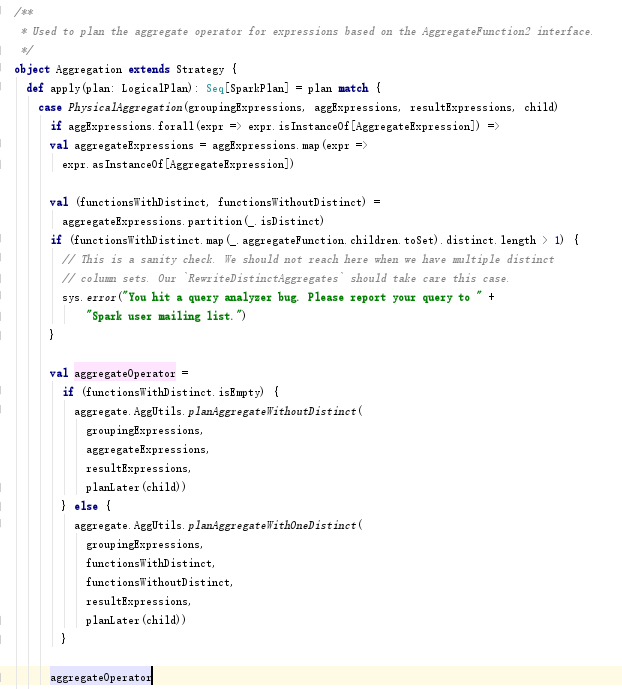 /**
 * Used to plan the aggregate operator for expressions based on the AggregateFunction2 interface.
 */
object Aggregation extends Strategy {
  def apply(plan: LogicalPlan): Seq[SparkPlan] = plan match {
    case PhysicalAggregation(groupingExpressions, aggExpressions, resultExpressions, child)
      if aggExpressions.forall(expr => expr.isInstanceOf[AggregateExpression]) =>
      val aggregateExpressions = aggExpressions.map(expr =>
        expr.asInstanceOf[AggregateExpression])

      val (functionsWithDistinct, functionsWithoutDistinct) =
        aggregateExpressions.partition(_.isDistinct)
      if (functionsWithDistinct.map(_.aggregateFunction.children.toSet).distinct.length > 1) {
        // This is a sanity check. We should not reach here when we have multiple distinct
        // column sets. Our `RewriteDistinctAggregates` should take care this case.
        sys.error("You hit a query analyzer bug. Please report your query to " +
            "Spark user mailing list.")
      }

      val aggregateOperator =
        if (functionsWithDistinct.isEmpty) {
          aggregate.AggUtils.planAggregateWithoutDistinct(
            groupingExpressions,
            aggregateExpressions,
            resultExpressions,
            planLater(child))
        } else {
          aggregate.AggUtils.planAggregateWithOneDistinct(
            groupingExpressions,
            functionsWithDistinct,
            functionsWithoutDistinct,
            resultExpressions,
            planLater(child))
        }

      aggregateOperator